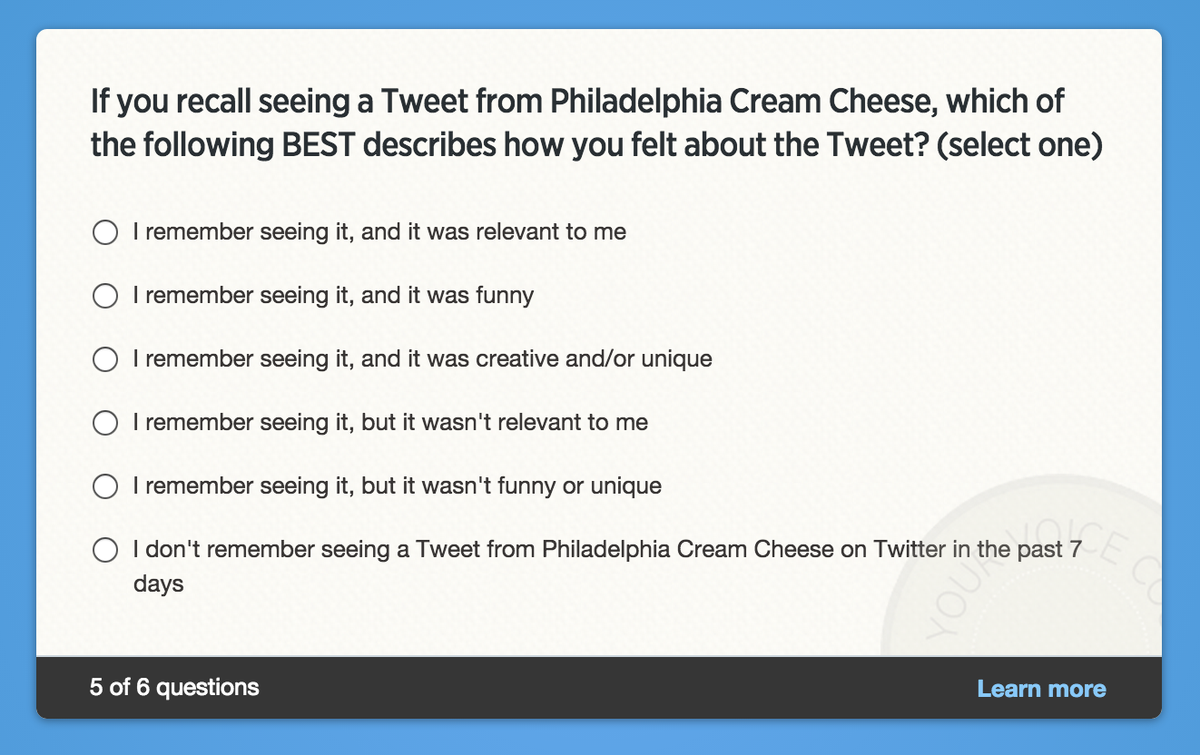 If you recall seeing a Tweet from Philadelphia Cream Cheese, which of
the following BEST describes how you felt about the Tweet? (select one)
I remember seeing it, and it was relevant to me
I remember seeing it, and it was funny
I remember seeing it, and it was creative and/or unique
I remember seeing it, but it wasn't relevant to me
I remember seeing it, but it wasn't funny or unique
I don't remember seeing a Tweet from Philadelphia Cream Cheese on Twitter in the past 7
days
YOUR VOICE
5 of 6 questions
Learn more